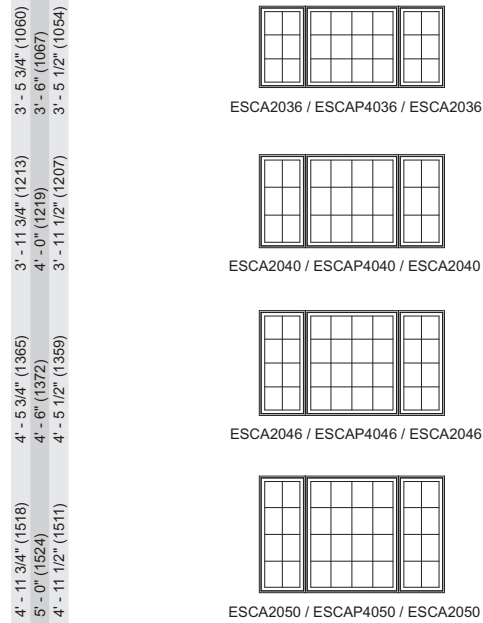 3' - 5 3/4" (1060)
3' - 6" (1067)
3' - 5 1/2" (1054)
ESCA2036 / ESCAP4036 / ESCA2036
3' - 11 3/4" (1213)
4' - 0" (1219)
3' - 11 1/2" (1207)
ESCA2040 / ESCAP4040 / ESCA2040
4' - 5 3/4" (1365)
4' - 6" (1372)
4' - 5 1/2" (1359)
ESCA2046 / ESCAP4046 / ESCA2046
4' - 11 3/4" (1518)
5' - 0" (1524)
4' - 11 1/2" (1511)
ESCA2050 / ESCAP4050 / ESCA2050